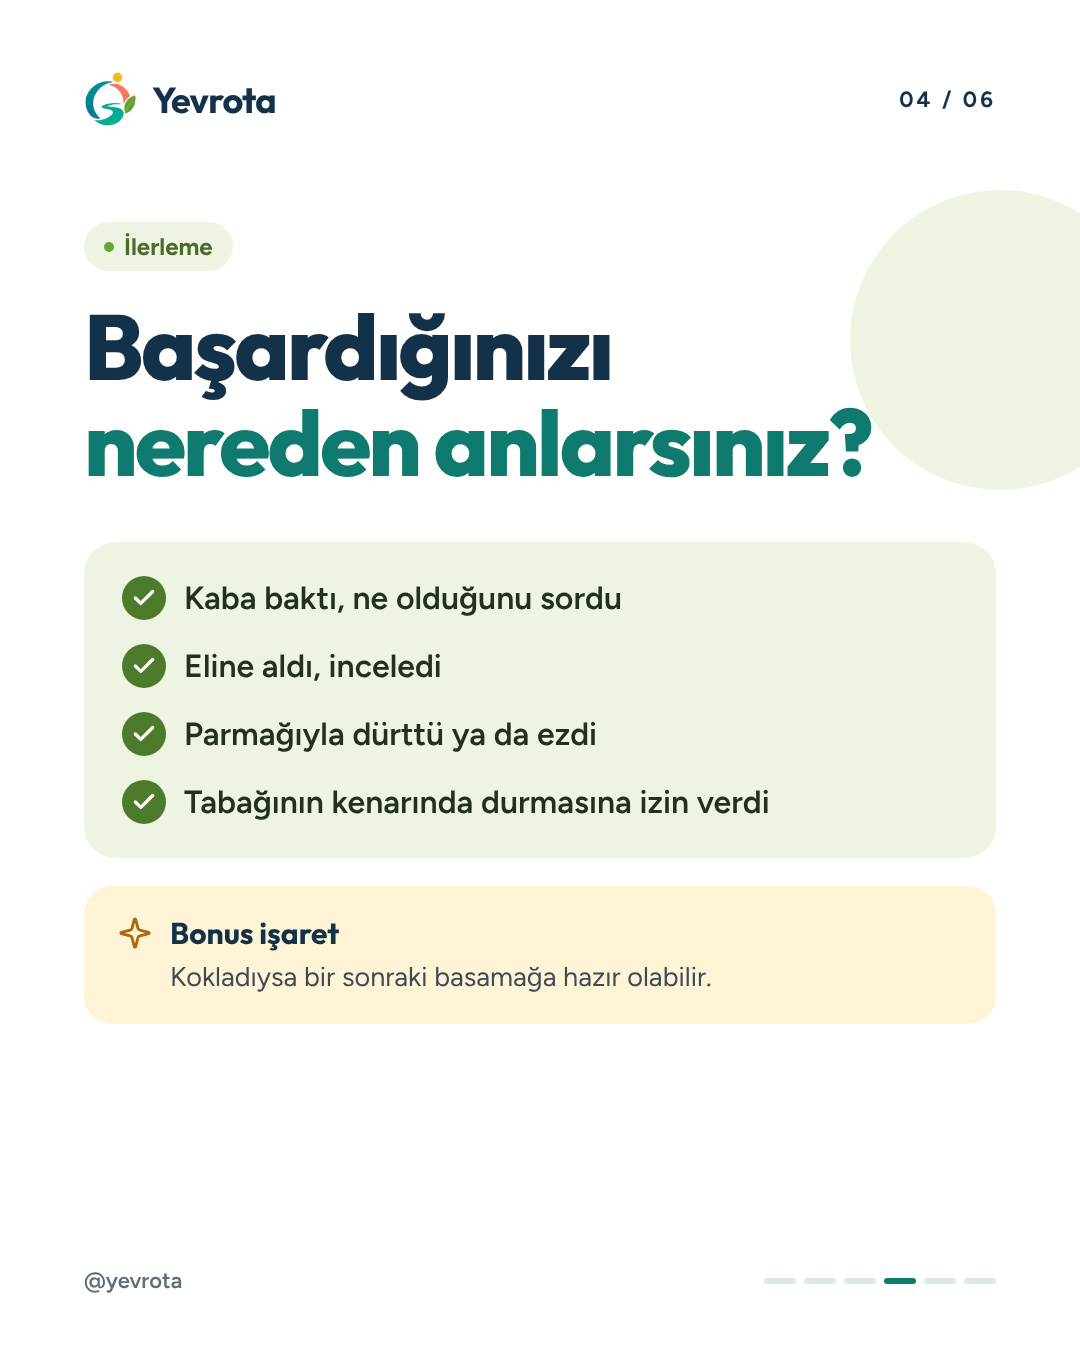 Yevrota
04 / 06
İlerleme
Başardığınızı
nereden anlarsınız?
Kaba baktı, ne olduğunu sordu
Eline aldı, inceledi
Parmağıyla dürttü ya da ezdi
Tabağının kenarında durmasına izin verdi
Bonus işaret
Kokladıysa bir sonraki basamağa hazır olabilir.
@yevrota